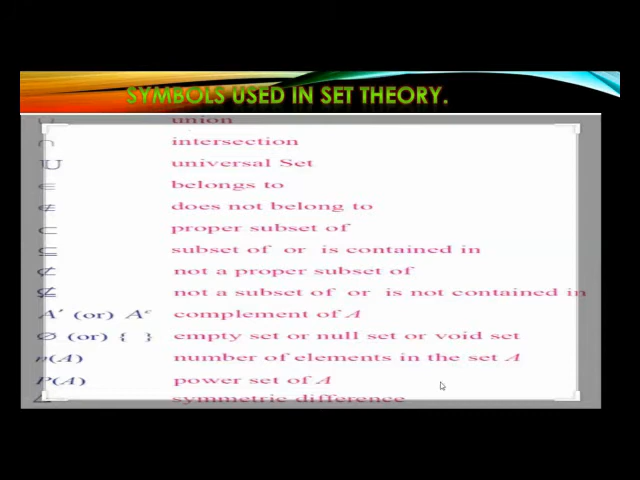 SYMBOLS USED IN SET THEORY.
∪ union
∩ intersection
U universal Set
∈ belongs to
∉ does not belong to
⊂ proper subset of
⊆ subset of or is contained in
⊄ not a proper subset of
⊈ not a subset of or is not contained in
A′ (or) Aᶜ complement of A
∅ (or) { } empty set or null set or void set
n(A) number of elements in the set A
P(A) power set of A
△ symmetric difference